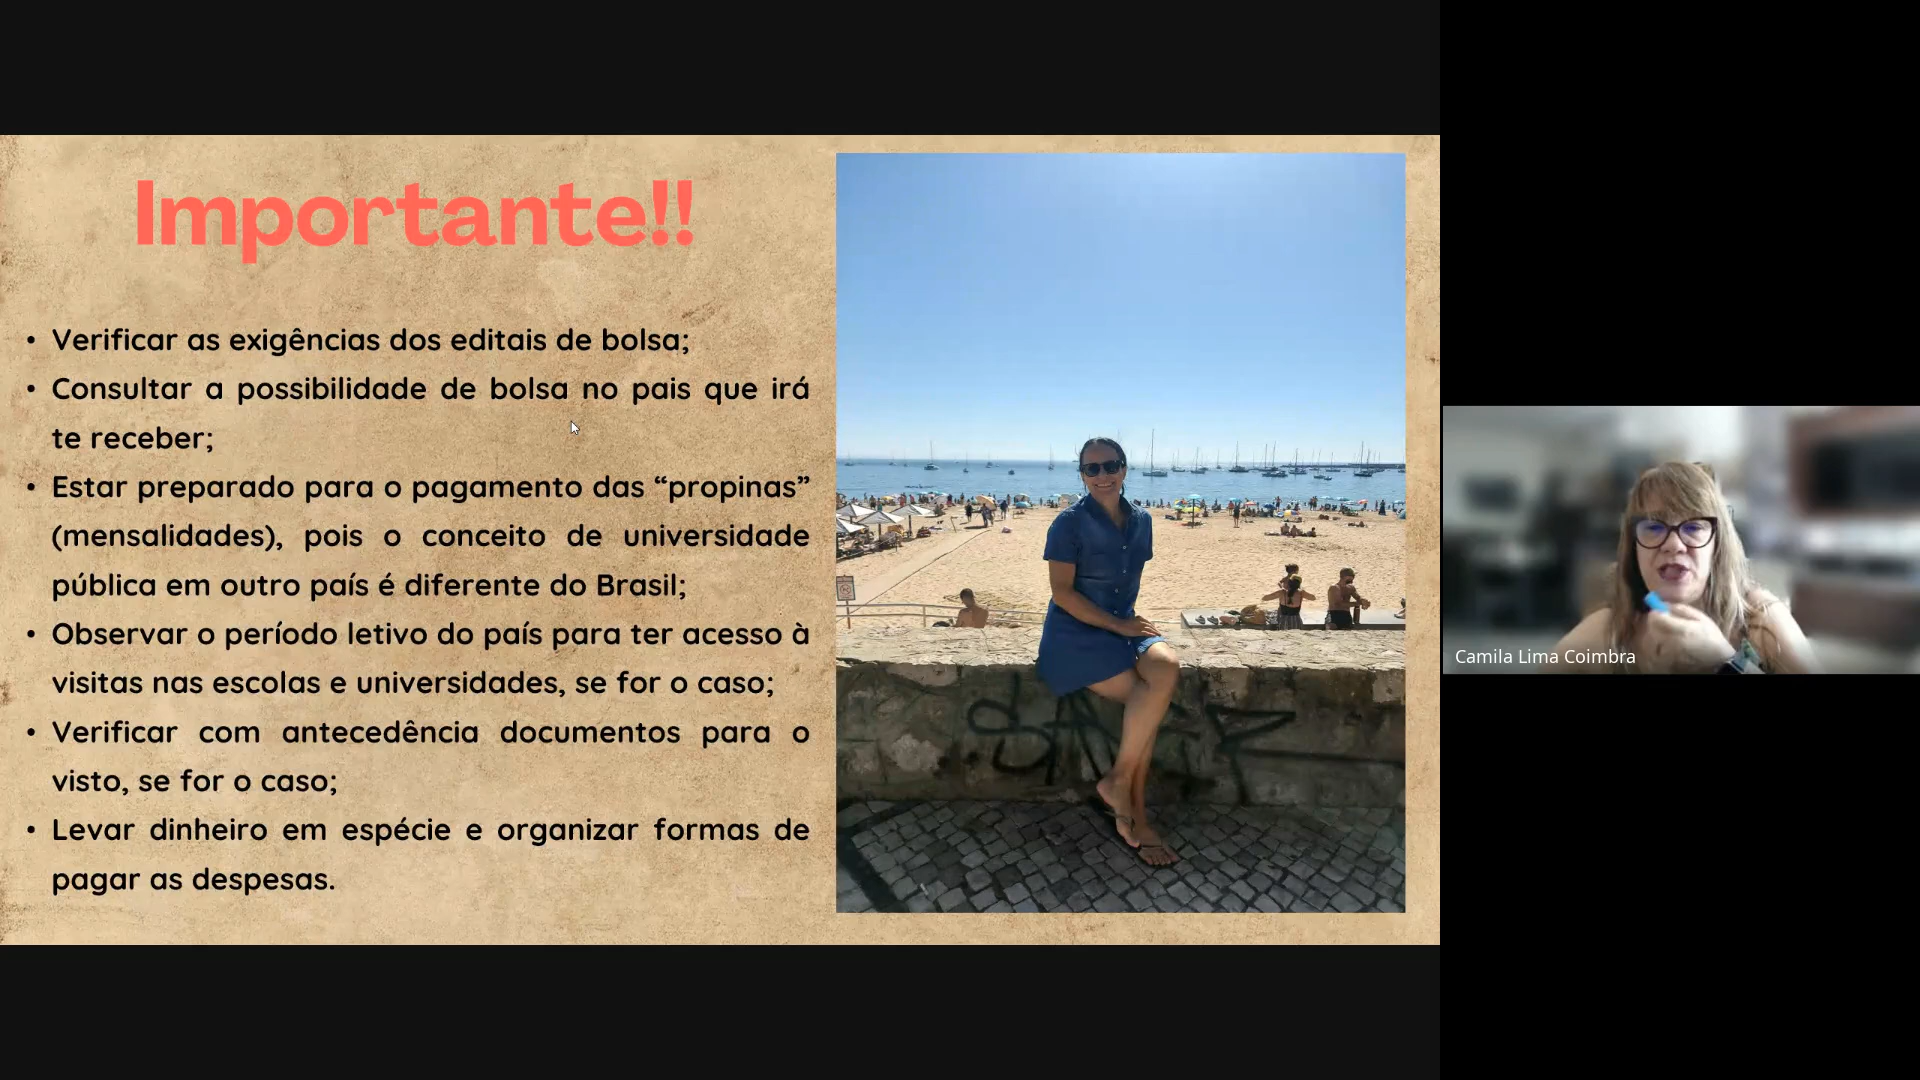 Importante!!
• Verificar as exigências dos editais de bolsa;
• Consultar a possibilidade de bolsa no pais que irá
te receber;
• Estar preparado para o pagamento das “propinas”
(mensalidades), pois o conceito de universidade
pública em outro país é diferente do Brasil;
• Observar o período letivo do país para ter acesso à
visitas nas escolas e universidades, se for o caso;
• Verificar com antecedência documentos para o
visto, se for o caso;
• Levar dinheiro em espécie e organizar formas de
pagar as despesas.
Camila Lima Coimbra